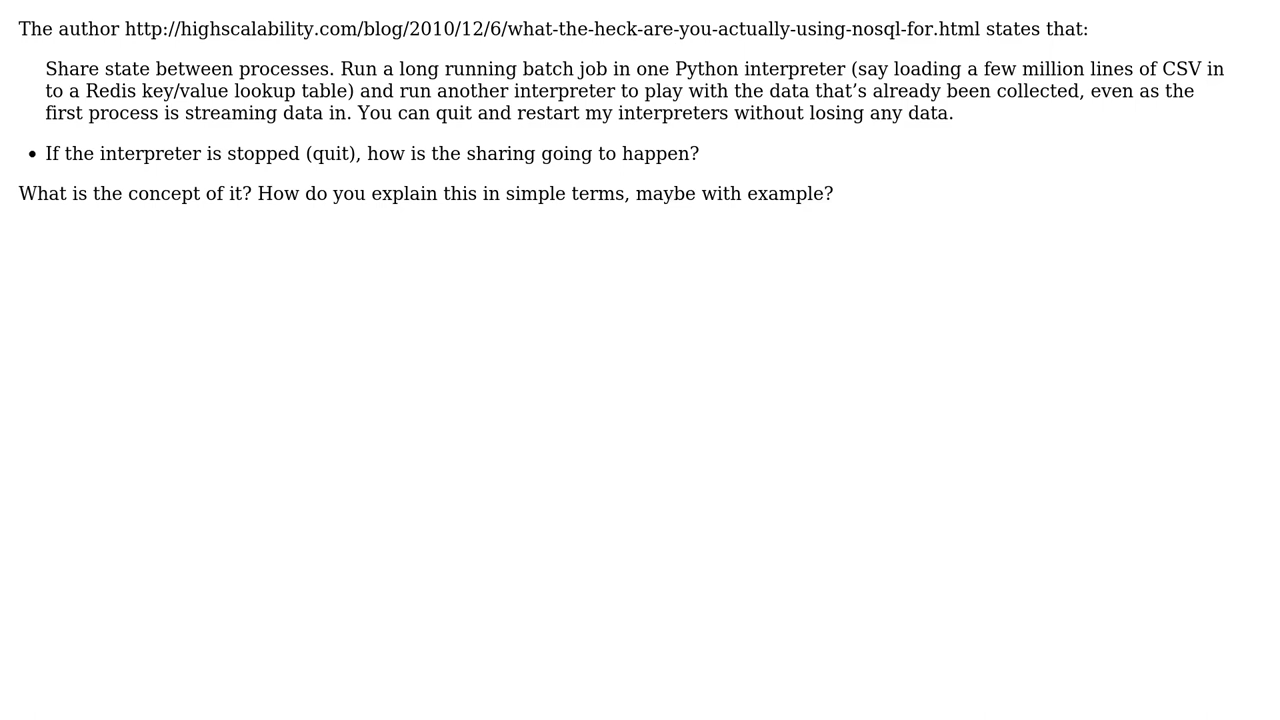 The author http://highscalability.com/blog/2010/12/6/what-the-heck-are-you-actually-using-nosql-for.html states that:
Share state between processes. Run a long running batch job in one Python interpreter (say loading a few million lines of CSV in
to a Redis key/value lookup table) and run another interpreter to play with the data that’s already been collected, even as the
first process is streaming data in. You can quit and restart my interpreters without losing any data.
• If the interpreter is stopped (quit), how is the sharing going to happen?
What is the concept of it? How do you explain this in simple terms, maybe with example?